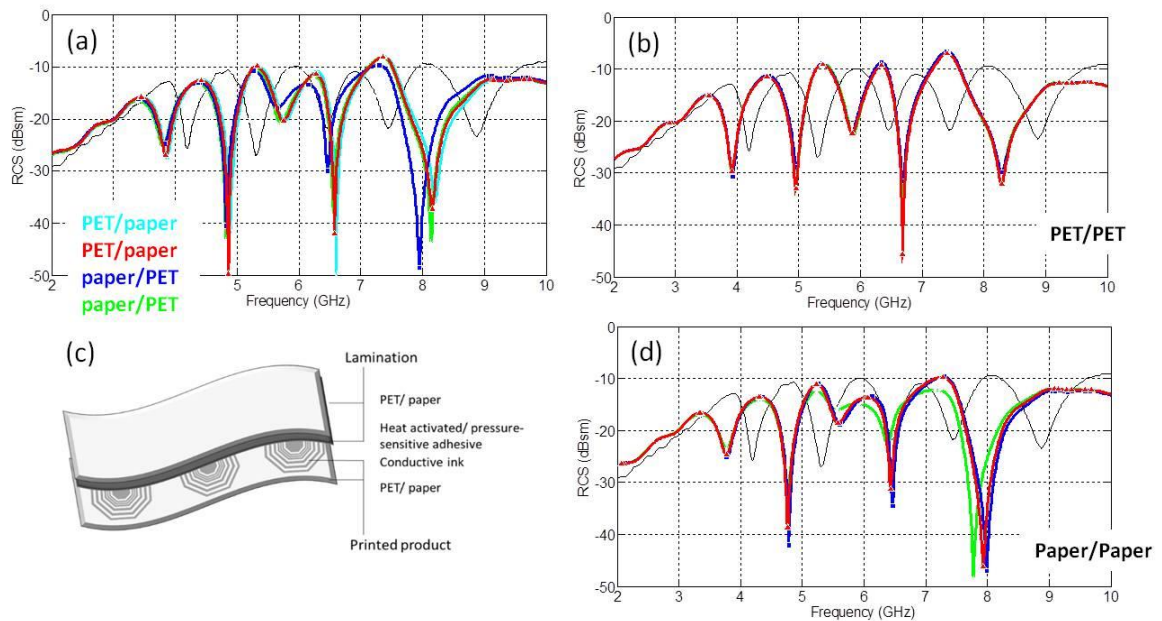 (a)
RCS (dBsm)
0
-10
-20
-30
-40
-50
PET/paper
PET/paper
paper/PET
paper/PET
2 5 6 7 8 9 10
Frequency (GHz)
(b)
RCS (dBsm)
0
-10
-20
-30
-40
-50
PET/PET
2 3 4 5 6 7 8 9 10
Frequency (GHz)
(c)
Lamination
PET/ paper
Heat activated/ pressure-
sensitive adhesive
Conductive ink
PET/ paper
Printed product
(d)
RCS (dBsm)
0
-10
-20
-30
-40
-50
Paper/Paper
2 3 4 5 6 7 8 9 10
Frequency (GHz)